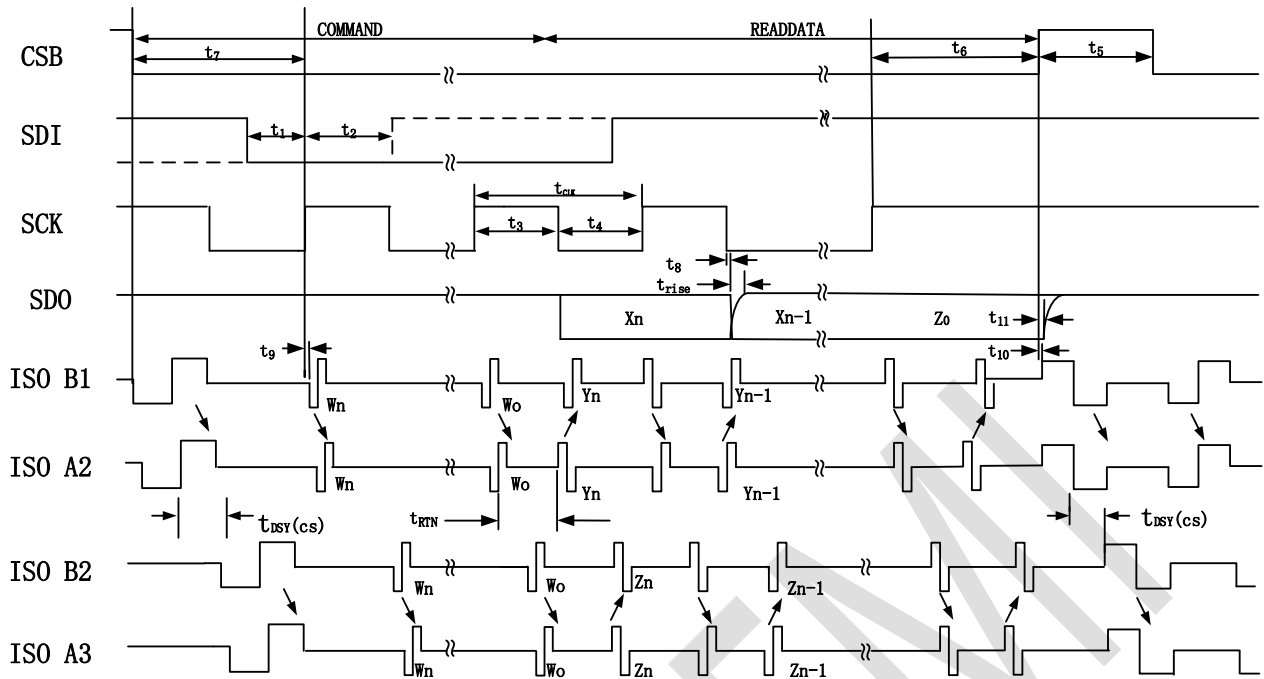 COMMAND READDATA
CSB t7 t6 t5
SDI t1 t2
SCK tCLK t3 t4
t8
trise
SDO Xn Xn-1 Z0 t11
t9 t10
ISO B1 Wn Wo Yn Yn-1
ISO A2 Wn Wo Yn Yn-1
tRTN
tDSY(cs) tDSY(cs)
ISO B2 Wn Wo Zn Zn-1
ISO A3 Wn Wo Zn Zn-1